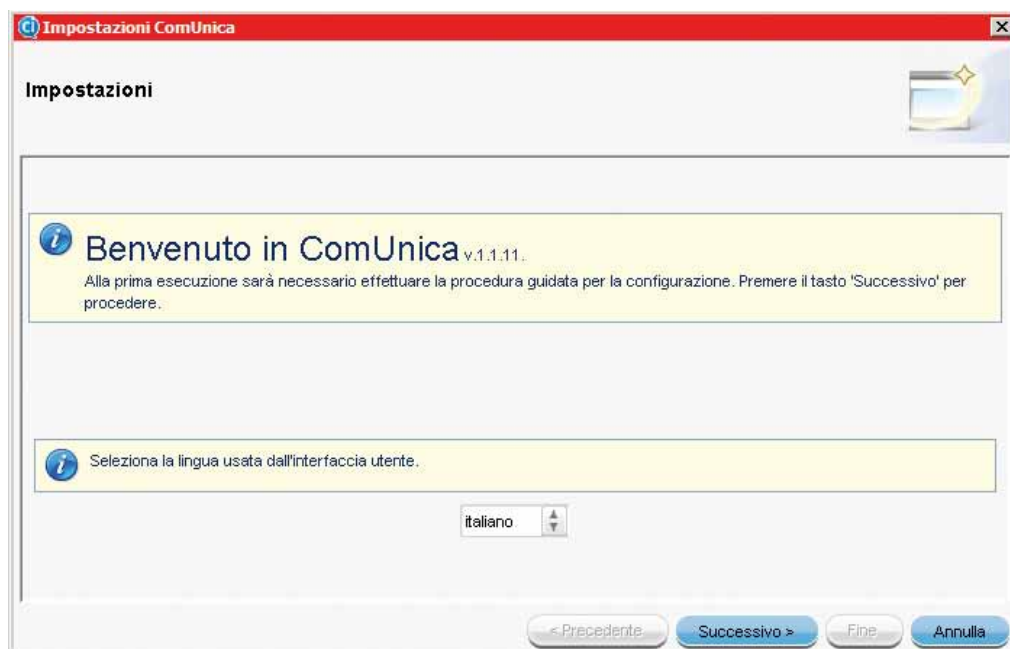 Impostazioni ComUnica
Impostazioni
Benvenuto in ComUnica v.1.1.11.
Alla prima esecuzione sarà necessario effettuare la procedura guidata per la configurazione. Premere il tasto 'Successivo' per
procedere.
Seleziona la lingua usata dall'interfaccia utente.
italiano
< Precedente Successivo > Fine Annulla